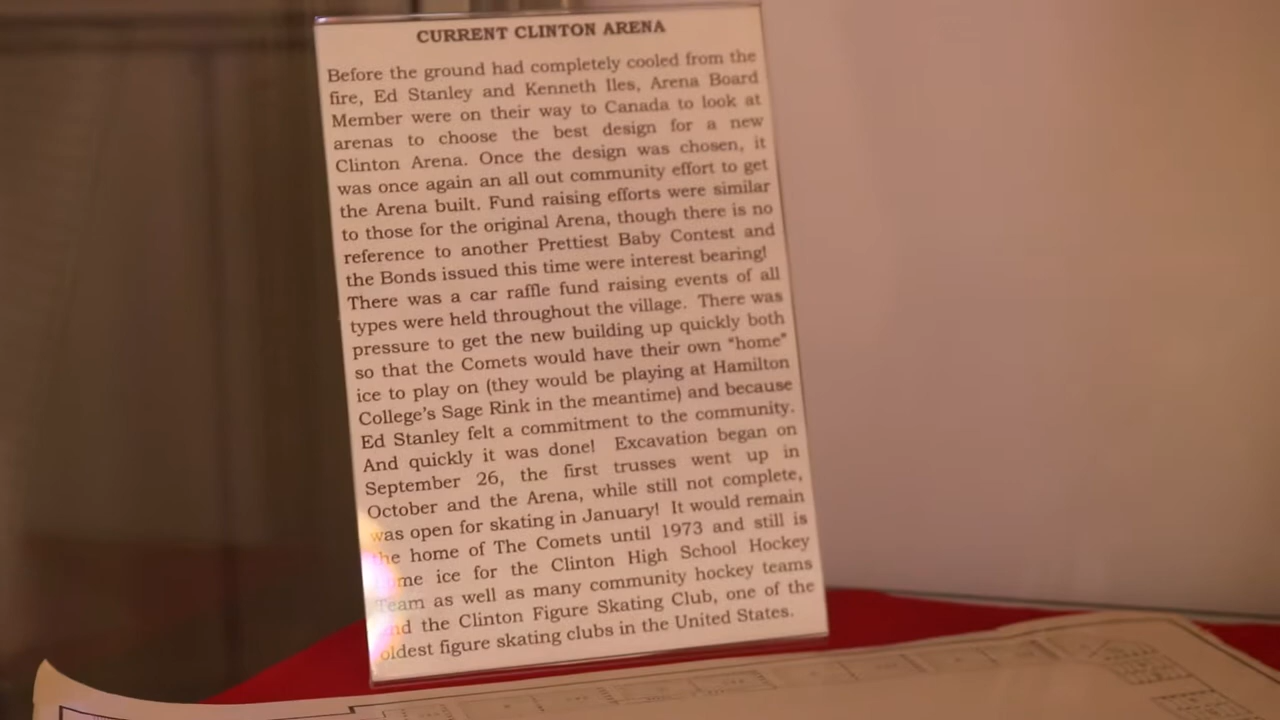 CURRENT CLINTON ARENA
Before the ground had completely cooled from the
fire, Ed Stanley and Kenneth Iles, Arena Board
Member were on their way to Canada to look at
arenas to choose the best design for a new
Clinton Arena. Once the design was chosen, it
was once again an all out community effort to get
the Arena built. Fund raising efforts were similar
to those for the original Arena, though there is no
reference to another Prettiest Baby Contest and
the Bonds issued this time were interest bearing!
There was a car raffle fund raising events of all
types were held throughout the village. There was
pressure to get the new building up quickly both
so that the Comets would have their own "home"
ice to play on (they would be playing at Hamilton
College's Sage Rink in the meantime) and because
Ed Stanley felt a commitment to the community.
And quickly it was done! Excavation began on
September 26, the first trusses went up in
October and the Arena, while still not complete,
was open for skating in January! It would remain
the home of The Comets until 1973 and still is
home ice for the Clinton High School Hockey
Team as well as many community hockey teams
and the Clinton Figure Skating Club, one of the
oldest figure skating clubs in the United States.